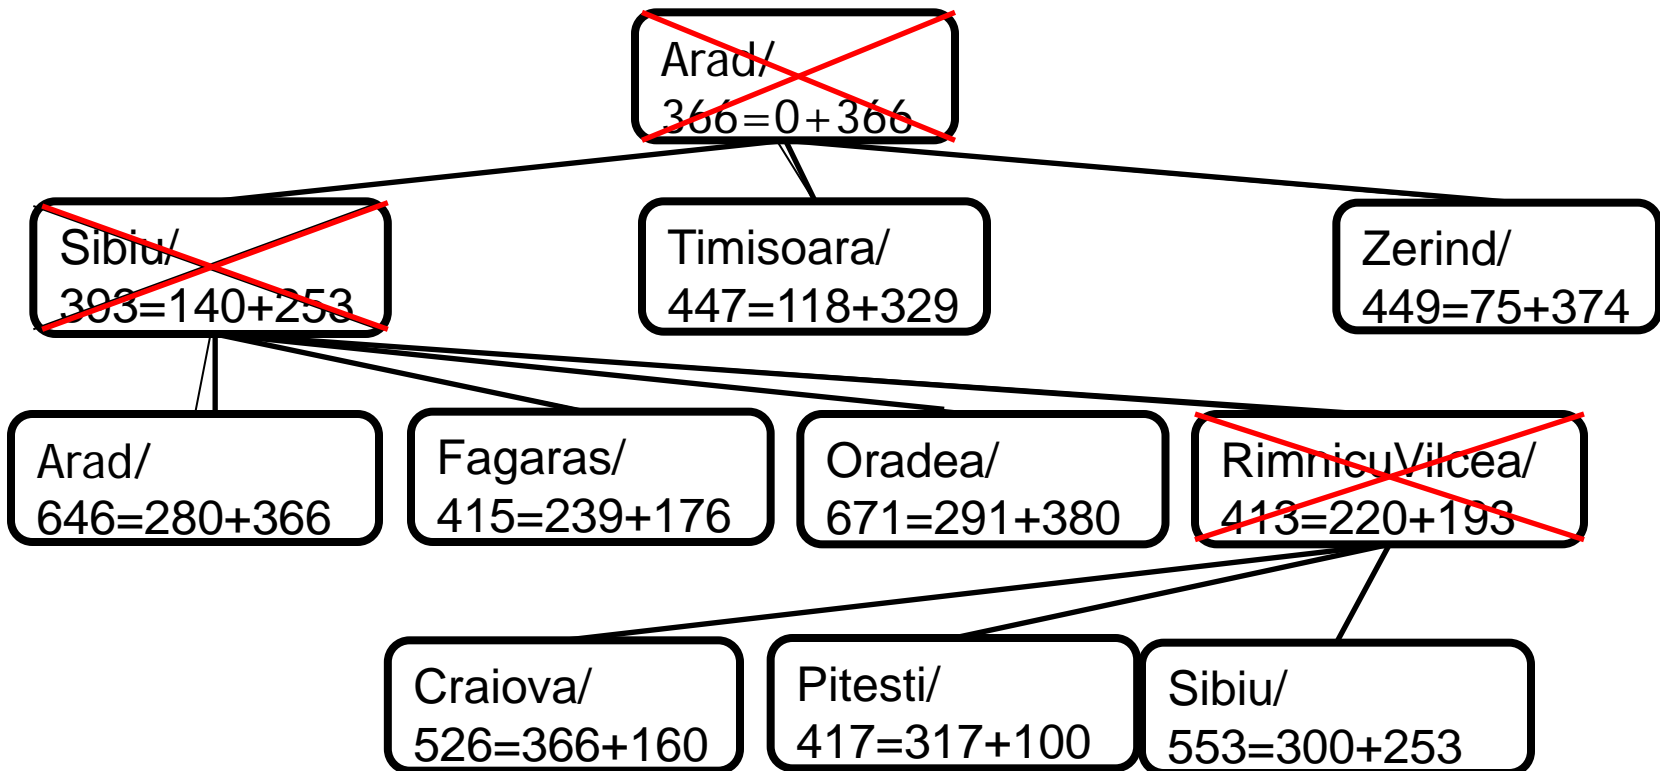 Arad/
366=0+366
Sibiu/
393=140+253
Timisoara/
447=118+329
Zerind/
449=75+374
Arad/
646=280+366
Fagaras/
415=239+176
Oradea/
671=291+380
RimnicuVilcea/
413=220+193
Craiova/
526=366+160
Pitesti/
417=317+100
Sibiu/
553=300+253